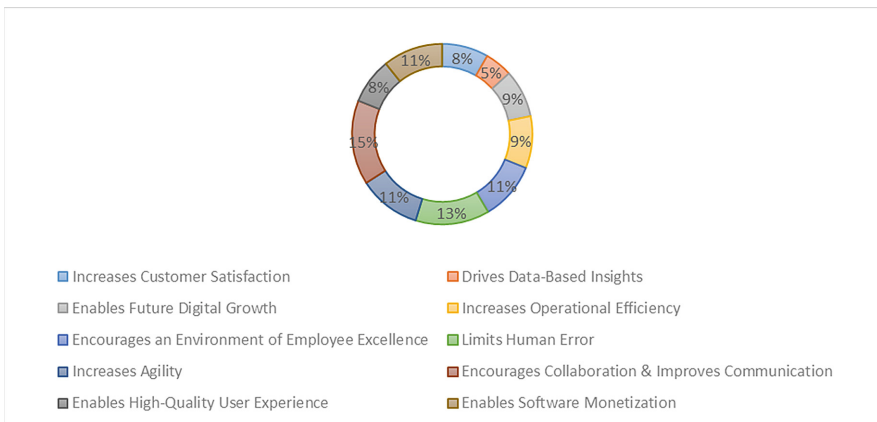 11% 8%
8% 5%
9%
15% 9%
11% 11%
13%
Increases Customer Satisfaction Drives Data-Based Insights
Enables Future Digital Growth Increases Operational Efficiency
Encourages an Environment of Employee Excellence Limits Human Error
Increases Agility Encourages Collaboration & Improves Communication
Enables High-Quality User Experience Enables Software Monetization